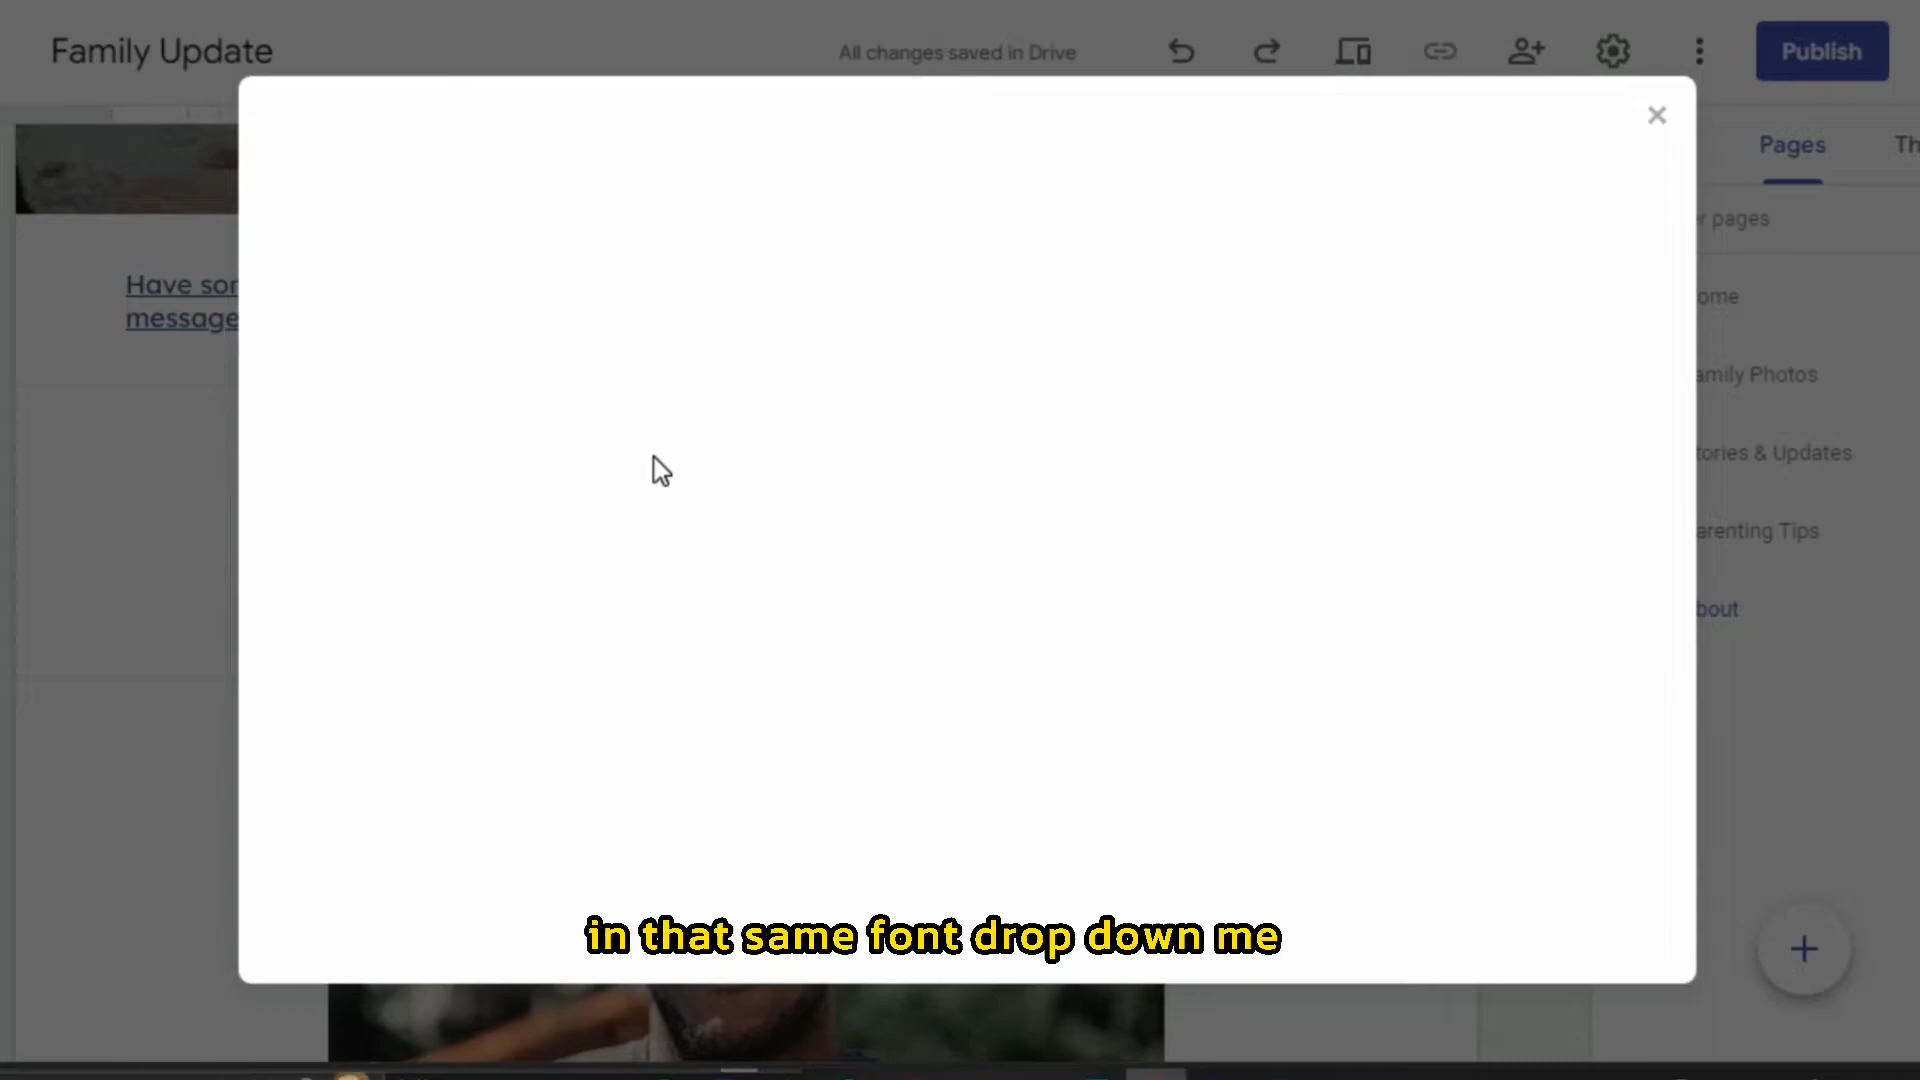 Family Update
All changes saved in Drive
Publish
Pages
Th
r pages
Have sor
message
ome
amily Photos
tories & Updates
arenting Tips
bout
in that same font drop down me